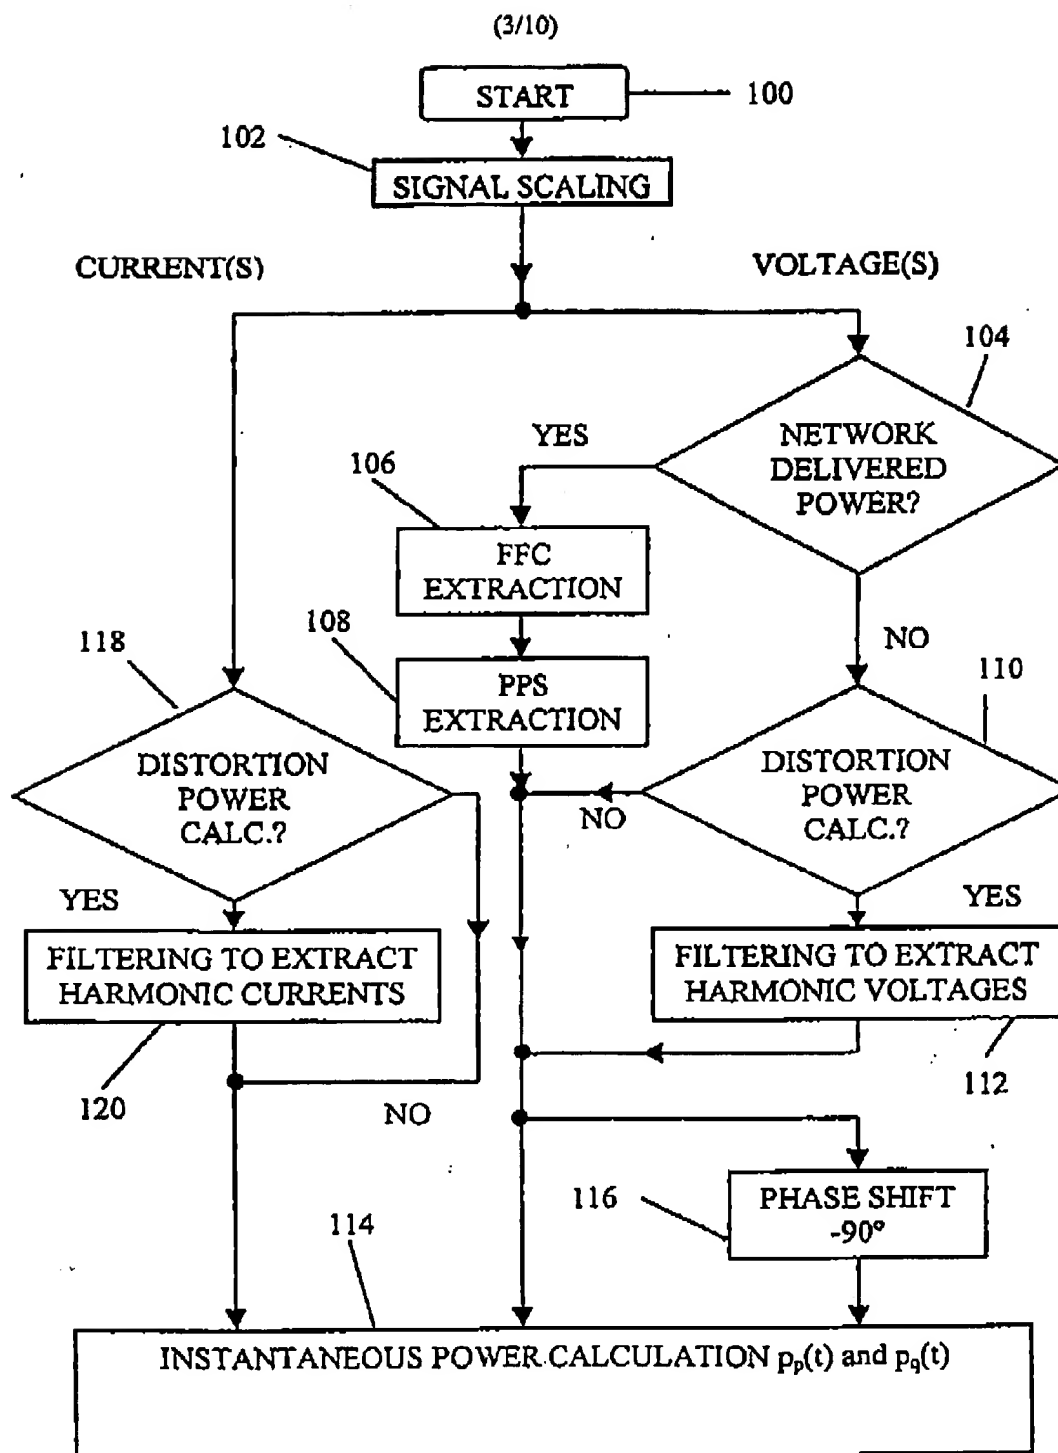 (3/10)
START
100
102
SIGNAL SCALING
CURRENT(S)
VOLTAGE(S)
104
NETWORK
DELIVERED
POWER?
YES
106
FFC
EXTRACTION
NO
118
108
PPS
EXTRACTION
110
DISTORTION
POWER
CALC.?
DISTORTION
POWER
CALC.?
NO
YES
YES
FILTERING TO EXTRACT
HARMONIC CURRENTS
FILTERING TO EXTRACT
HARMONIC VOLTAGES
120
NO
112
116
PHASE SHIFT
-90°
114
INSTANTANEOUS POWER CALCULATION pp(t) and pq(t)